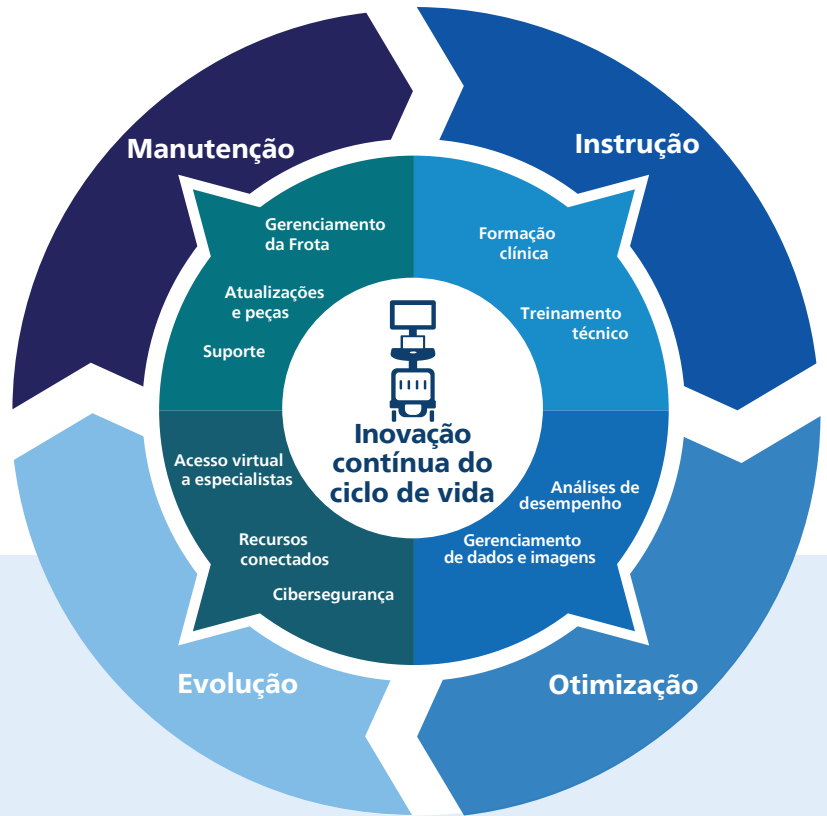 Manutenção
Instrução
Gerenciamento
da Frota
Atualizações
e peças
Suporte
Formação
clínica
Treinamento
técnico
Inovação
contínua do
ciclo de vida
Acesso virtual
a especialistas
Recursos
conectados
Cibersegurança
Análises de
desempenho
Gerenciamento
de dados e imagens
Evolução
Otimização